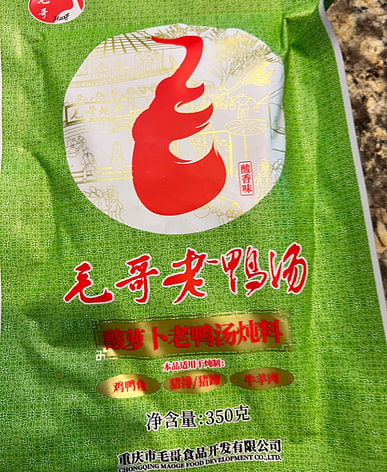 毛哥
Maoge
酸香味
毛哥老鸭汤
酸萝卜老鸭汤炖料
本品适用于炖制:
鸡鸭鱼 猪排/猪蹄 牛羊肉
净含量:350克
重庆市毛哥食品开发有限公司
CHONGQING MAOGE FOOD DEVELOPMENT CO.,LTD.